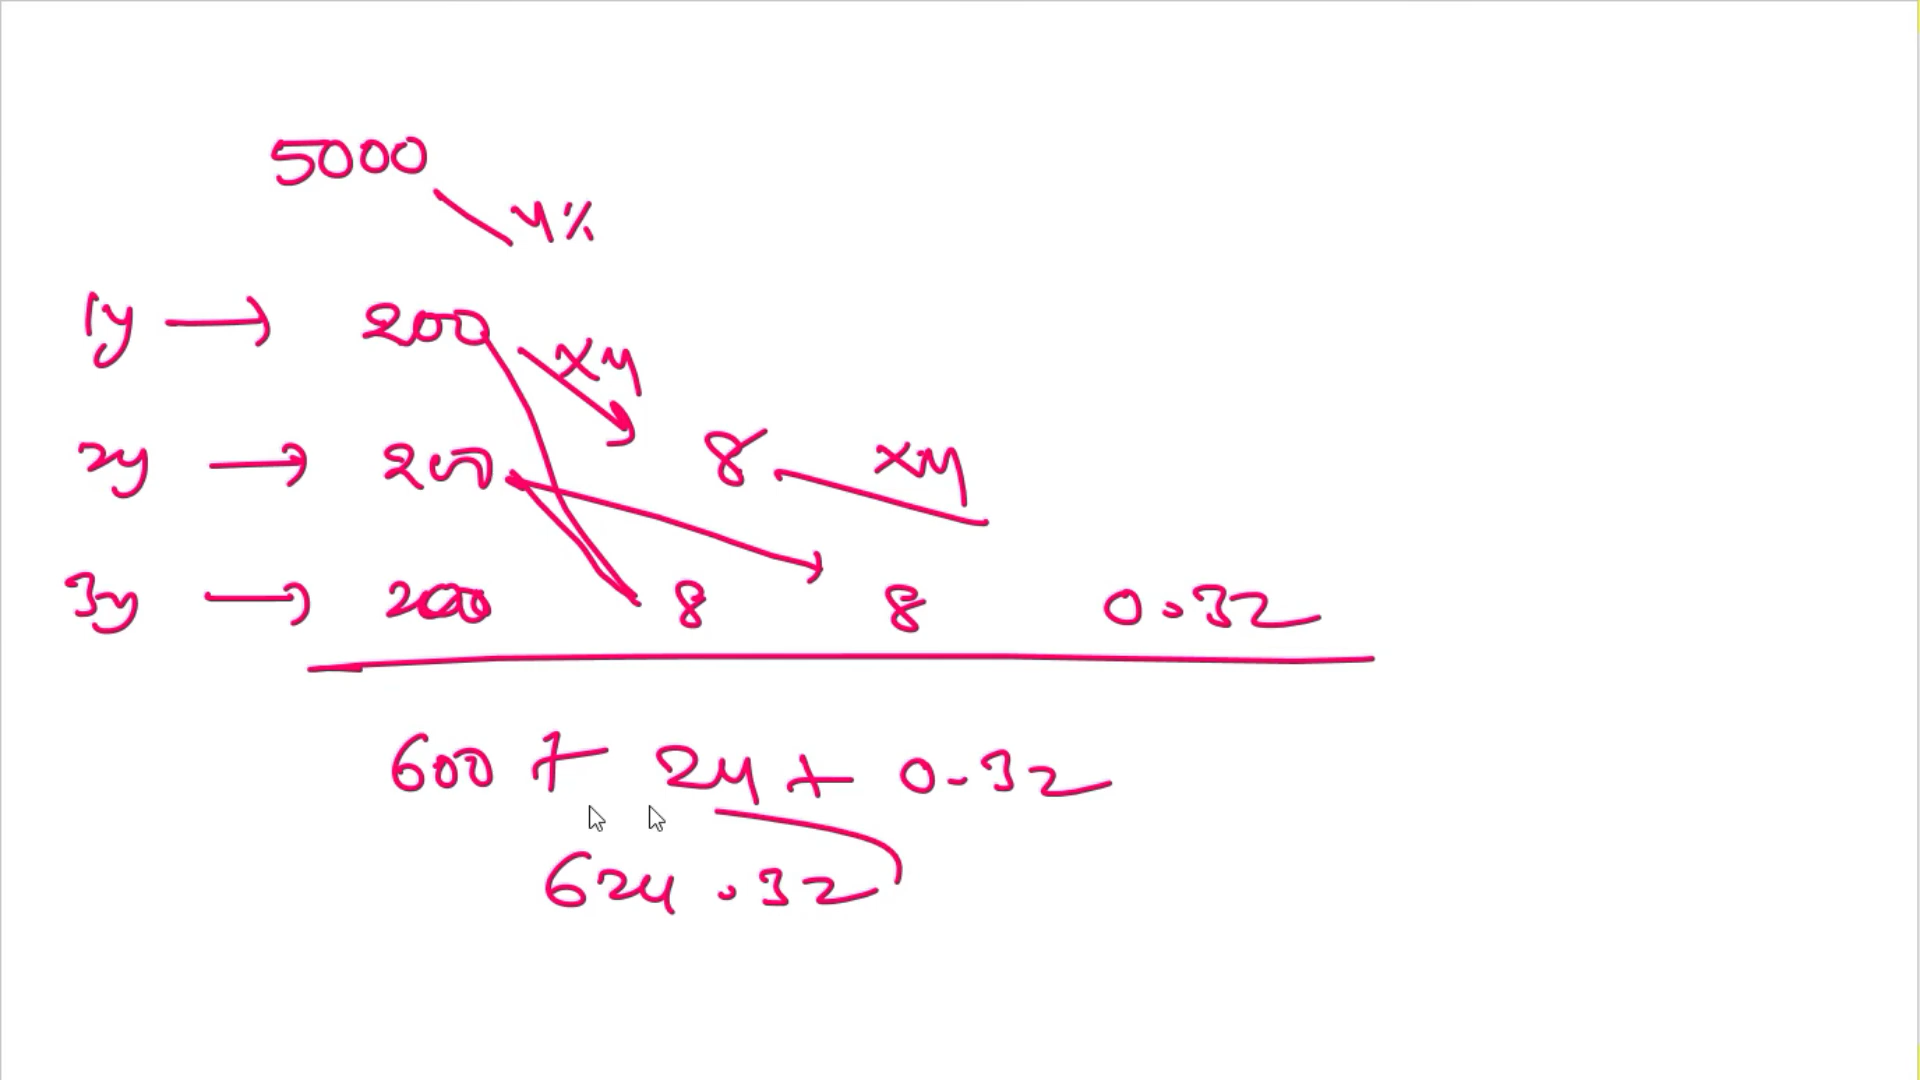 5000
4%
1y → 200
x4
2y → 200 8 x4
3y → 200 8 8 0.32
600 + 24 + 0.32
624.32